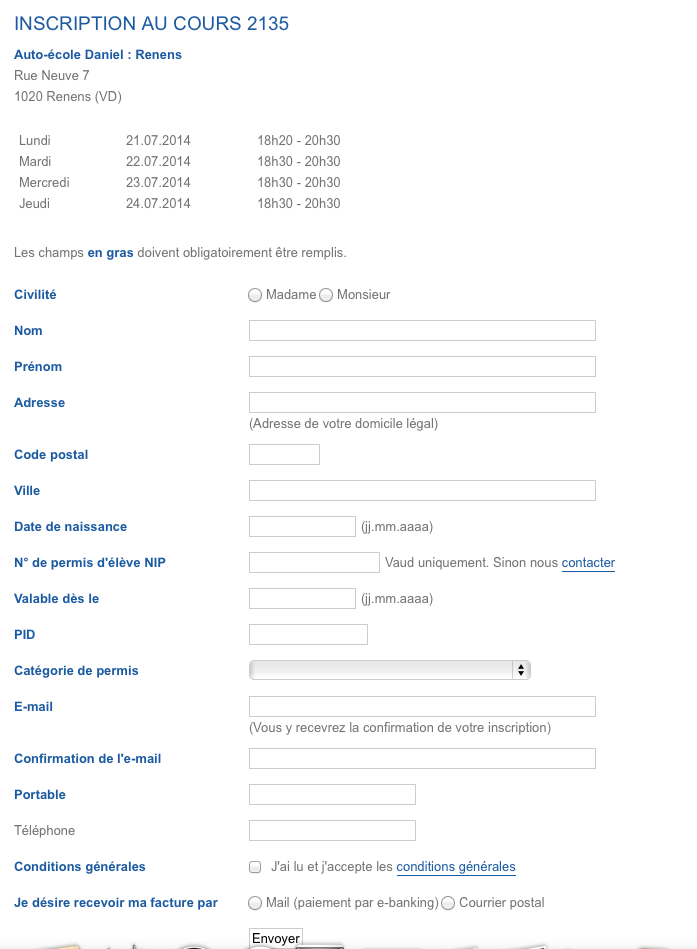 INSCRIPTION AU COURS 2135
Auto-école Daniel : Renens
Rue Neuve 7
1020 Renens (VD)
Lundi 21.07.2014 18h20 - 20h30
Mardi 22.07.2014 18h30 - 20h30
Mercredi 23.07.2014 18h30 - 20h30
Jeudi 24.07.2014 18h30 - 20h30
Les champs en gras doivent obligatoirement être remplis.
Civilité Madame Monsieur
Nom
Prénom
Adresse
(Adresse de votre domicile légal)
Code postal
Ville
Date de naissance (jj.mm.aaaa)
N° de permis d'élève NIP Vaud uniquement. Sinon nous contacter
Valable dès le (jj.mm.aaaa)
PID
Catégorie de permis
E-mail
(Vous y recevrez la confirmation de votre inscription)
Confirmation de l'e-mail
Portable
Téléphone
Conditions générales J'ai lu et j'accepte les conditions générales
Je désire recevoir ma facture par Mail (paiement par e-banking) Courrier postal
Envoyer